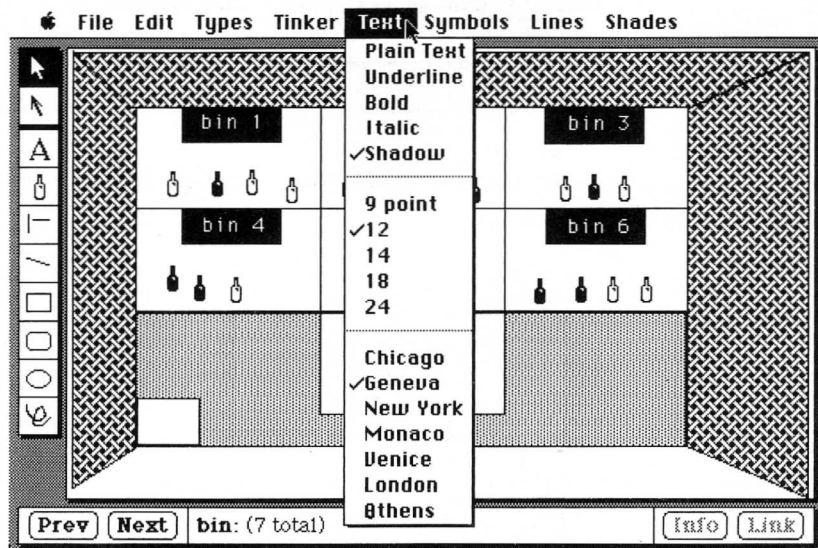 File Edit Types Tinker Text Symbols Lines Shades
Plain Text
Underline
Bold
Italic
✓Shadow
9 point
✓12
14
18
24
Chicago
✓Geneva
New York
Monaco
Venice
London
Athens
A
bin 1
bin 3
bin 4
bin 6
Prev Next bin: (7 total) Info Link